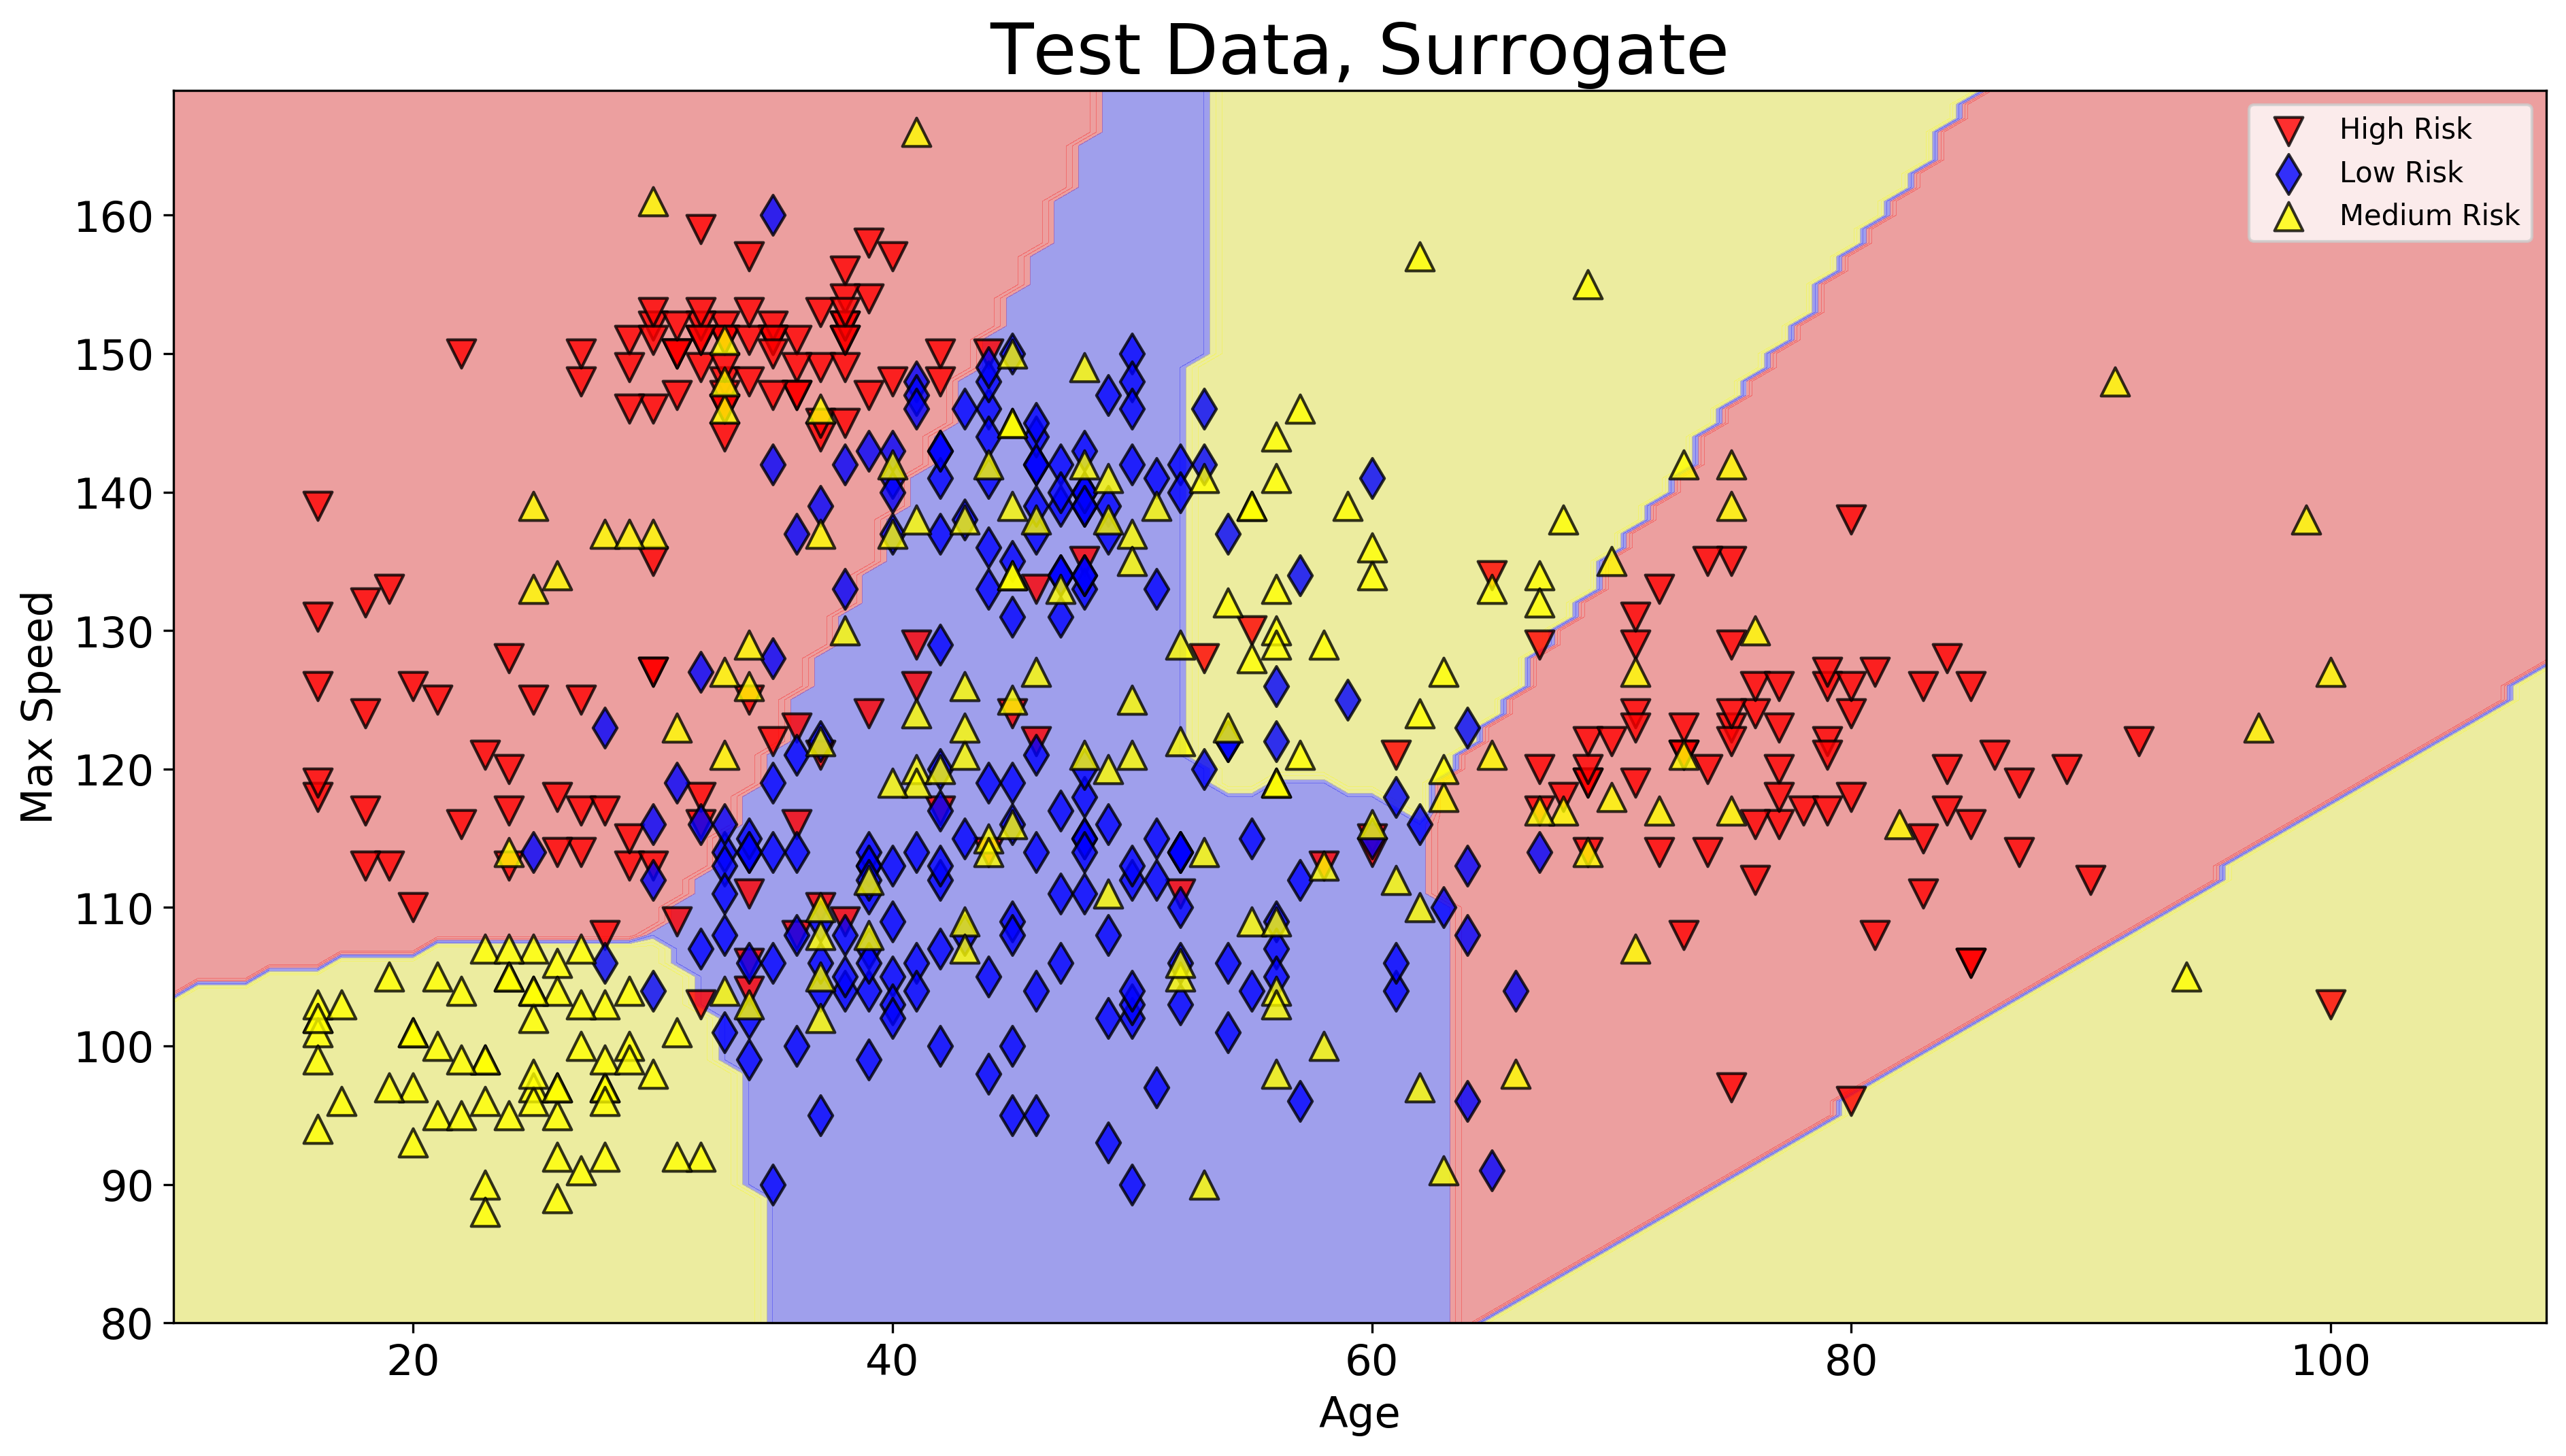 Test Data, Surrogate
High Risk
Low Risk
Medium Risk
160
150
140
130
120
110
100
90
80
Max Speed
20 40 60 80 100
Age